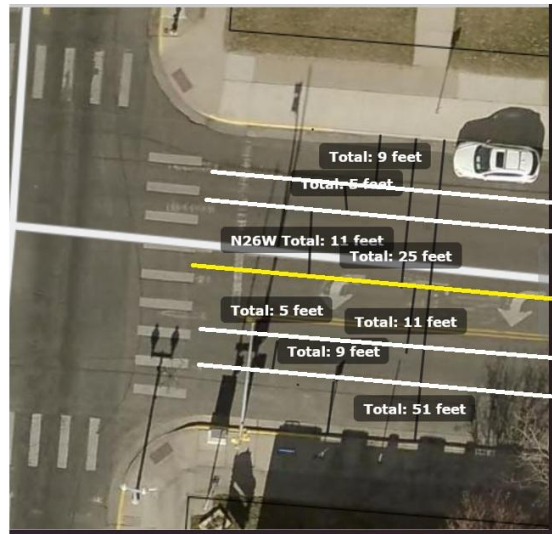 Total: 9 feet
Total: 5 feet
N26W Total: 11 feet
Total: 25 feet
Total: 5 feet
Total: 11 feet
Total: 9 feet
Total: 51 feet